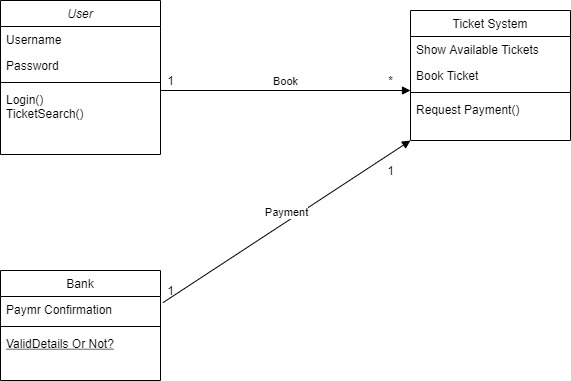 User
Username
Password
Login()
TicketSearch()
1
Book
*
Ticket System
Show Available Tickets
Book Ticket
Request Payment()
1
Payment
1
Bank
Paymr Confirmation
ValidDetails Or Not?